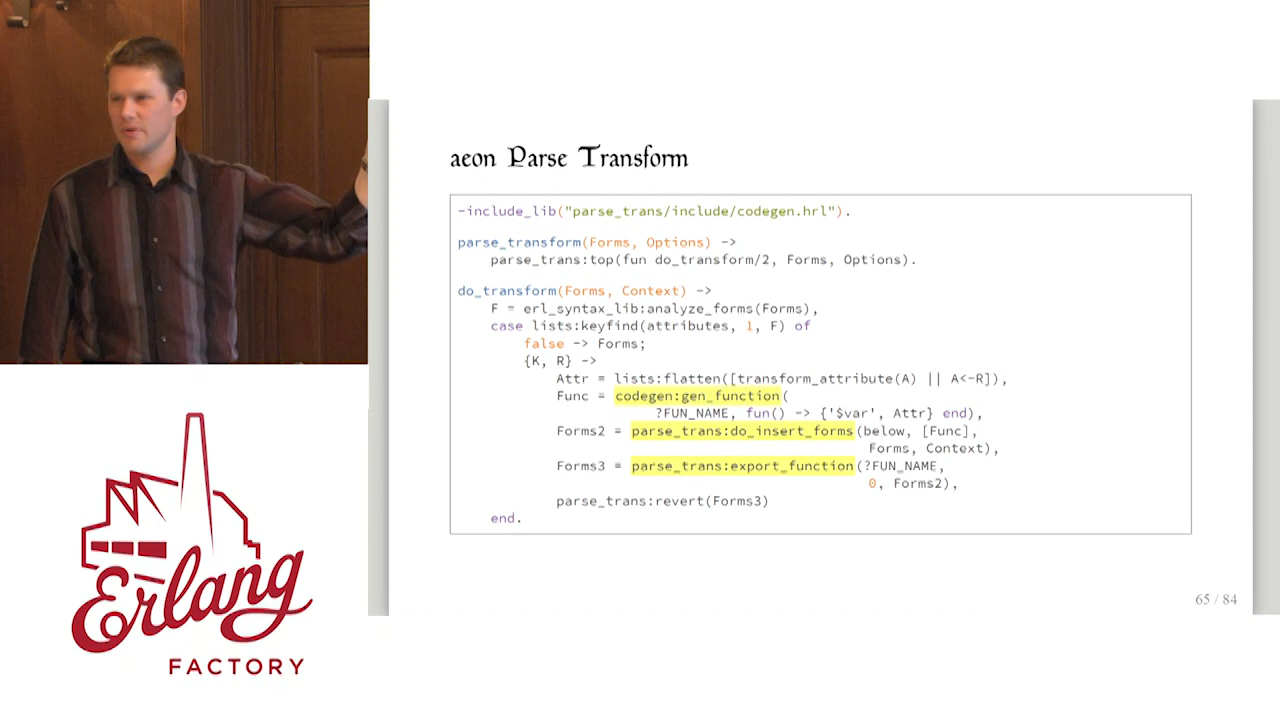 aeon Parse Transform
-include_lib("parse_trans/include/codegen.hrl").
parse_transform(Forms, Options) ->
parse_trans:top(fun do_transform/2, Forms, Options).
do_transform(Forms, Context) ->
F = erl_syntax_lib:analyze_forms(Forms),
case lists:keyfind(attributes, 1, F) of
false -> Forms;
{K, R} ->
Attr = lists:flatten([transform_attribute(A) || A<-R]),
Func = codegen:gen_function(
?FUN_NAME, fun() -> {'$var', Attr} end),
Forms2 = parse_trans:do_insert_forms(below, [Func],
Forms, Context),
Forms3 = parse_trans:export_function(?FUN_NAME,
0, Forms2),
parse_trans:revert(Forms3)
end.
65 / 84
Erlang
FACTORY